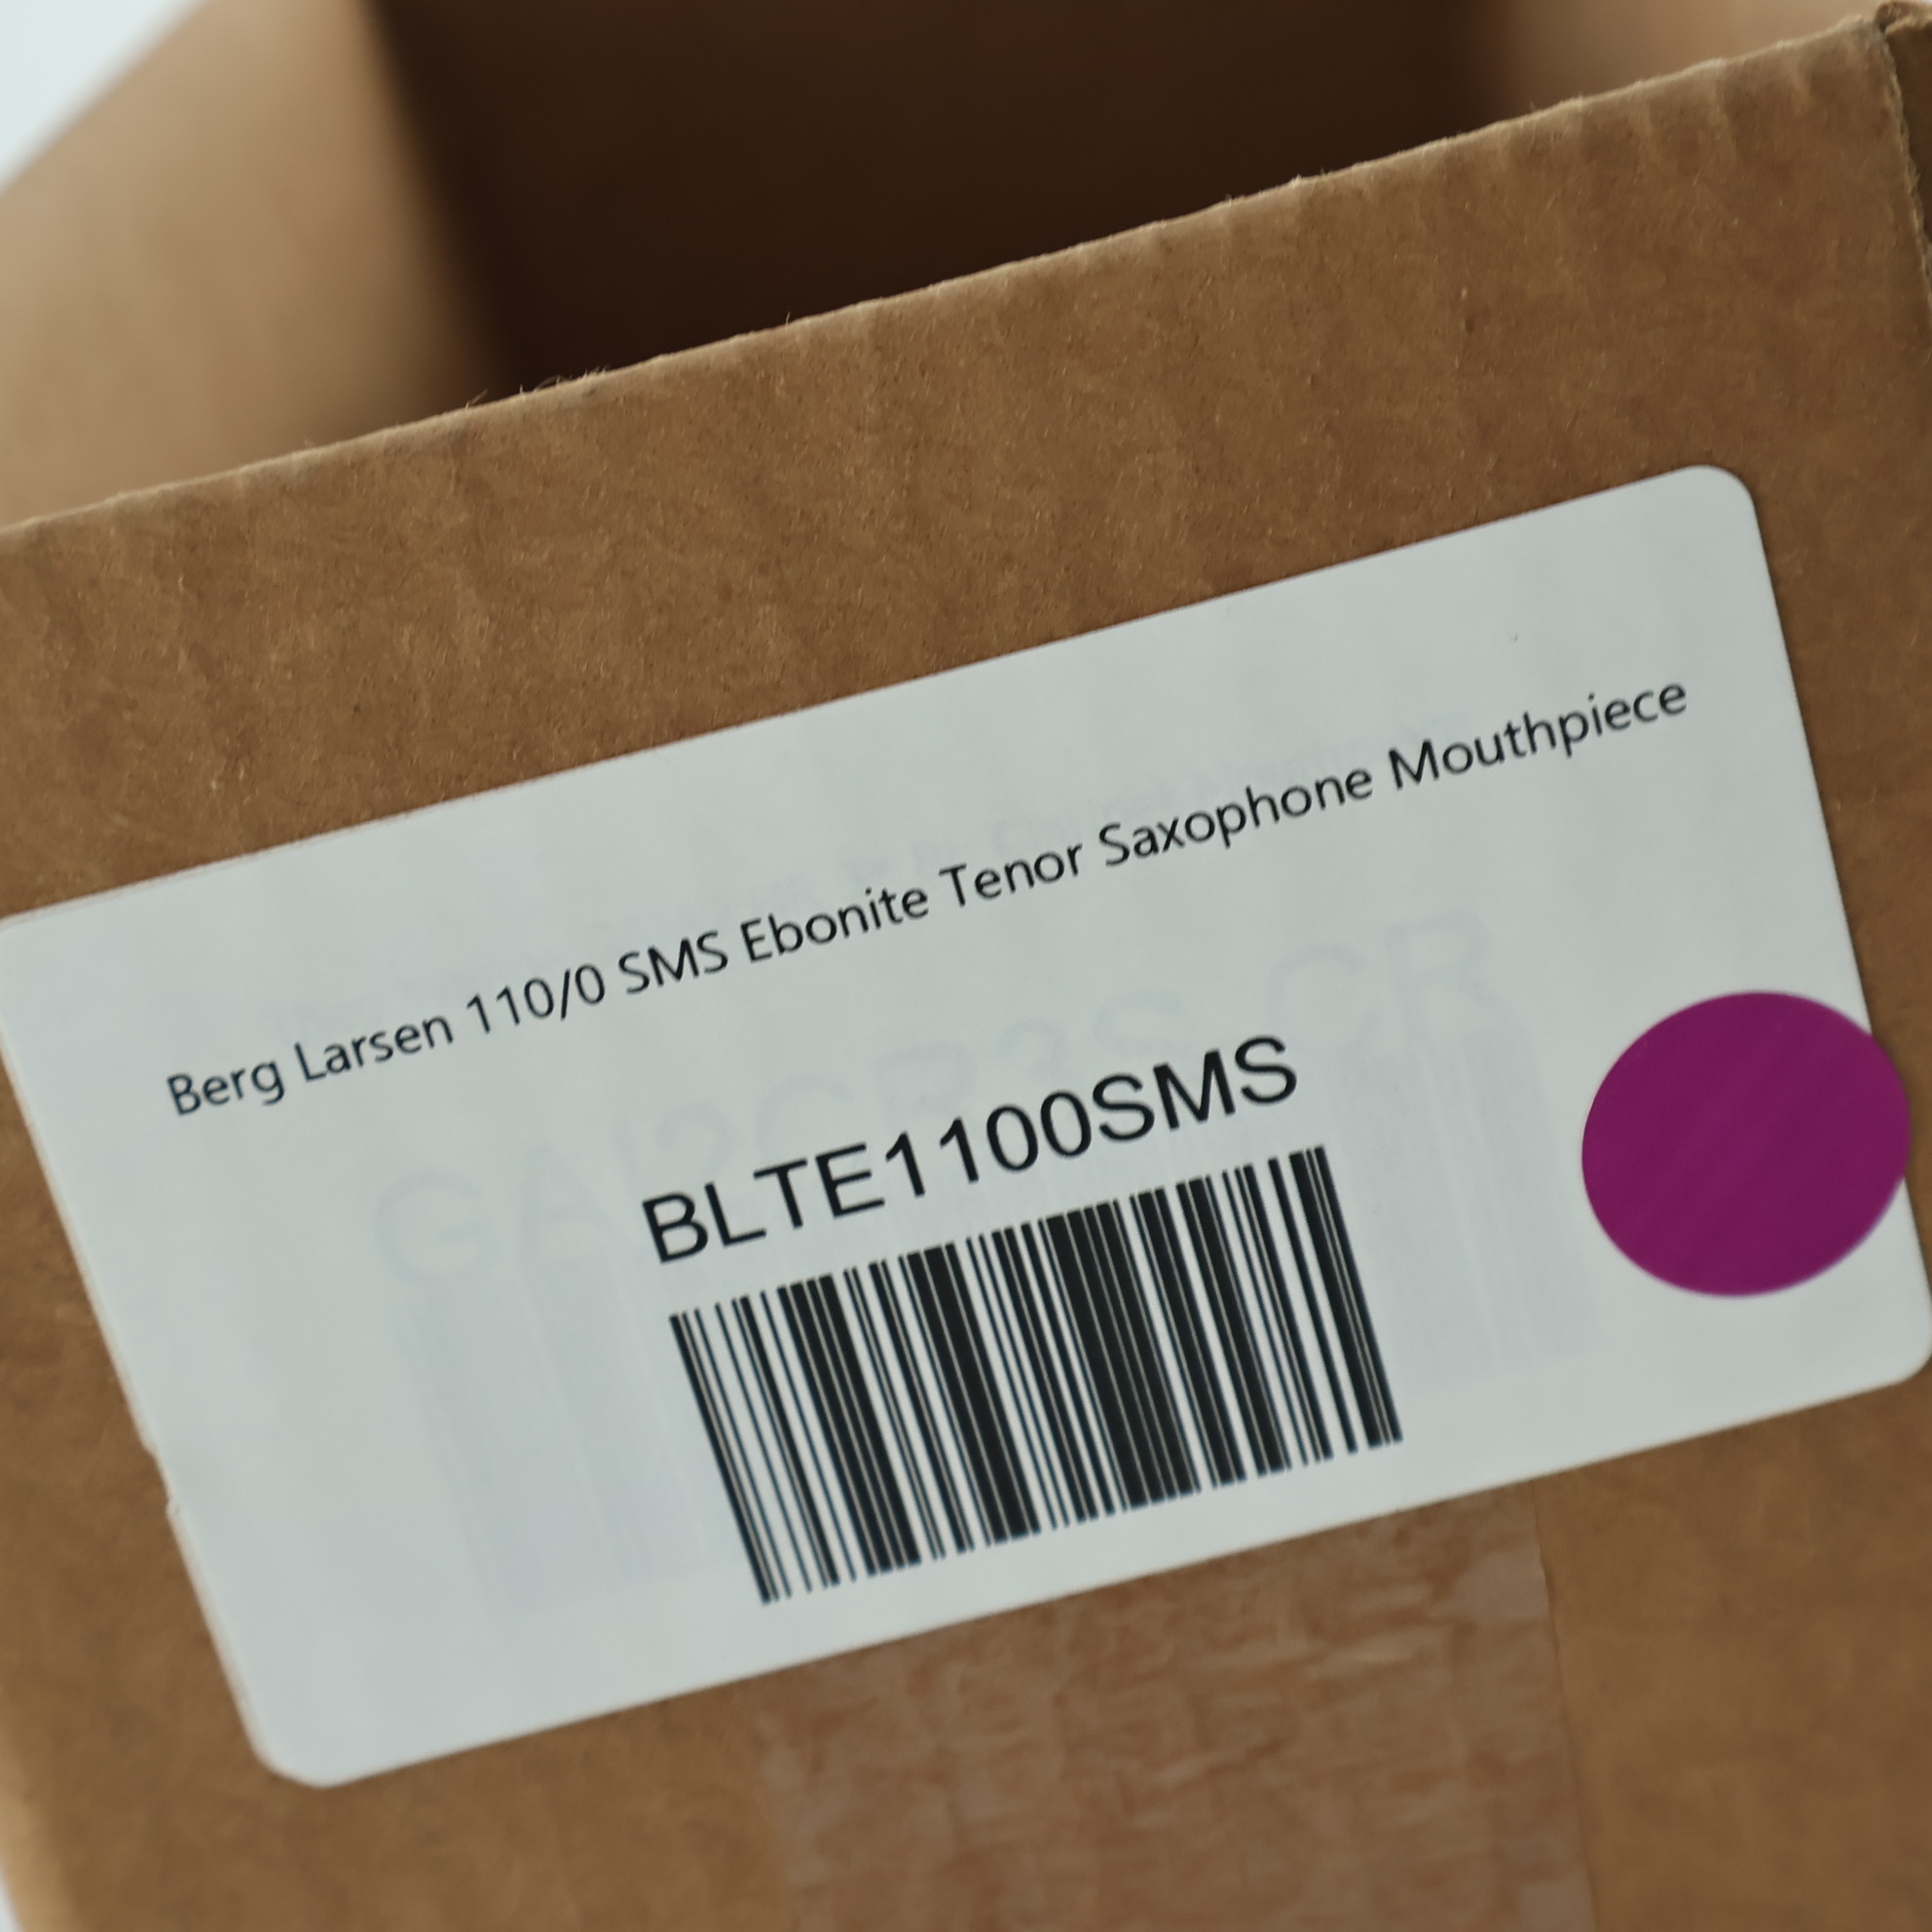 Berg Larsen 110/0 SMS Ebonite Tenor Saxophone Mouthpiece
BLTE1100SMS